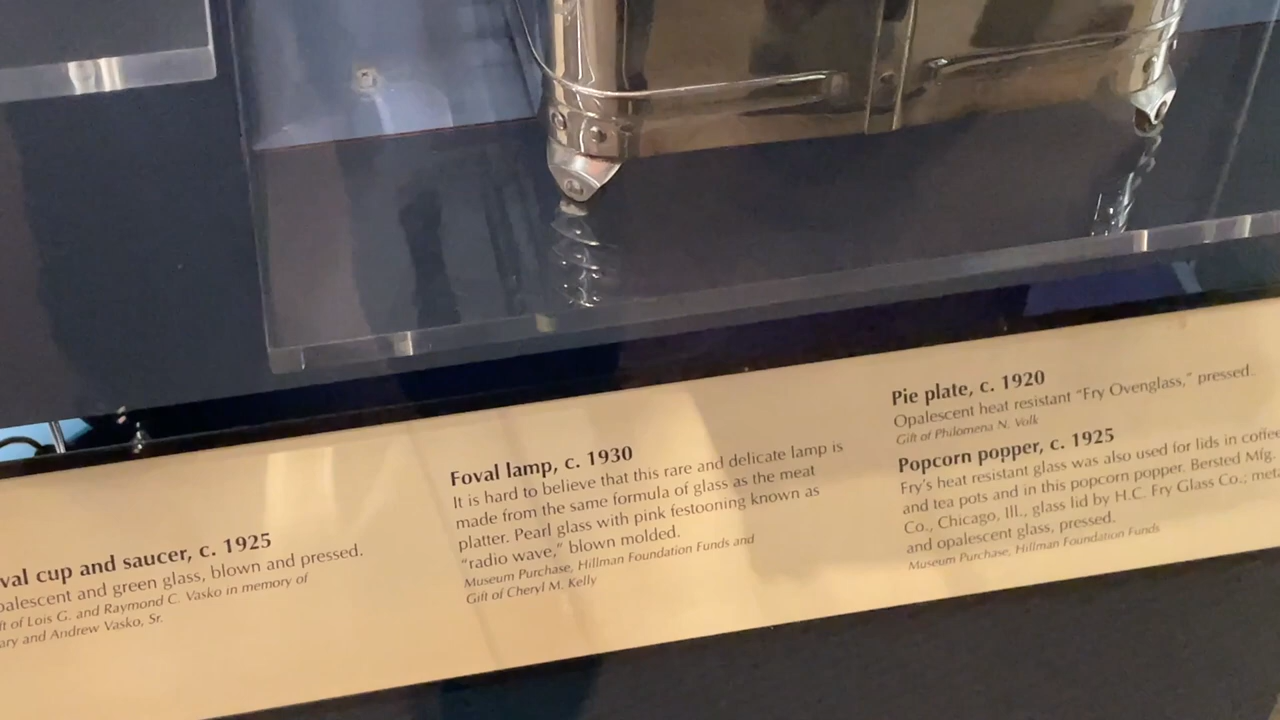 val cup and saucer, c. 1925
palescent and green glass, blown and pressed.
ft of Lois G. and Raymond C. Vasko in memory of
ary and Andrew Vasko, Sr.
Foval lamp, c. 1930
It is hard to believe that this rare and delicate lamp is
made from the same formula of glass as the meat
platter. Pearl glass with pink festooning known as
“radio wave,” blown molded.
Museum Purchase, Hillman Foundation Funds and
Gift of Cheryl M. Kelly
Pie plate, c. 1920
Opalescent heat resistant “Fry Ovenglass,” pressed.
Gift of Philomena N. Volk
Popcorn popper, c. 1925
Fry’s heat resistant glass was also used for lids in coffee
and tea pots and in this popcorn popper. Bersted Mfg.
Co., Chicago, Ill., glass lid by H.C. Fry Glass Co.; met
and opalescent glass, pressed.
Museum Purchase, Hillman Foundation Funds